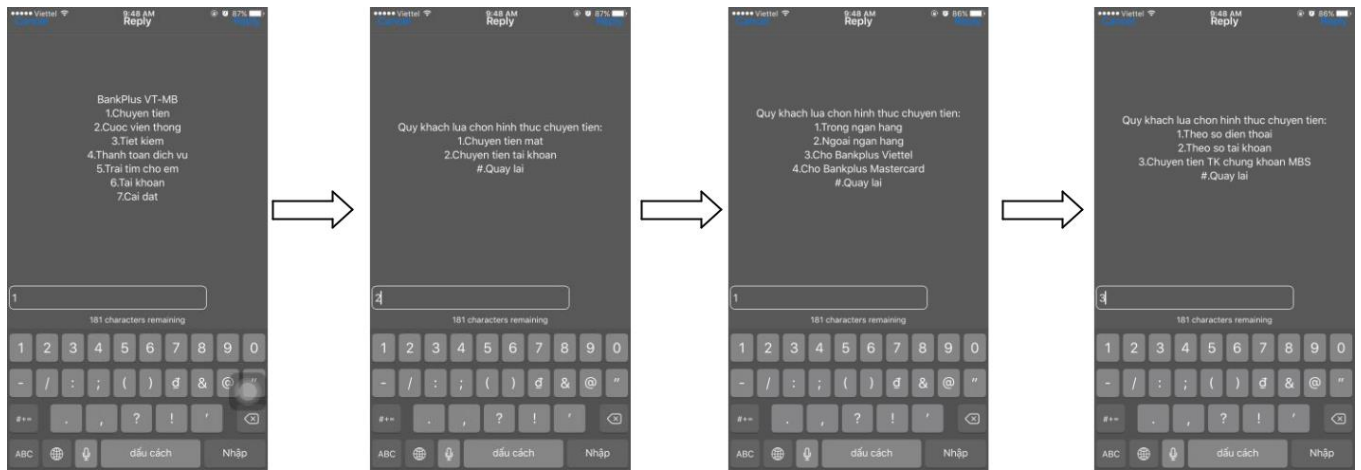 Viettel 9:48 AM 87%
Cancel Reply Reply
BankPlus VT-MB
1.Chuyen tien
2.Cuoc vien thong
3.Tiet kiem
4.Thanh toan dich vu
5.Trai tim cho em
6.Tai khoan
7.Cai dat
1
181 characters remaining
1 2 3 4 5 6 7 8 9 0
- / : ; ( ) đ & @ "
#+= . , ? ! '
ABC dấu cách Nhập
Viettel 9:48 AM 87%
Cancel Reply Reply
Quy khach lua chon hinh thuc chuyen tien:
1.Chuyen tien mat
2.Chuyen tien tai khoan
#.Quay lai
2
181 characters remaining
1 2 3 4 5 6 7 8 9 0
- / : ; ( ) đ & @ "
#+= . , ? ! '
ABC dấu cách Nhập
Viettel 9:48 AM 86%
Cancel Reply Reply
Quy khach lua chon hinh thuc chuyen tien:
1.Trong ngan hang
2.Ngoai ngan hang
3.Cho Bankplus Viettel
4.Cho Bankplus Mastercard
#.Quay lai
1
181 characters remaining
1 2 3 4 5 6 7 8 9 0
- / : ; ( ) đ & @ "
#+= . , ? ! '
ABC dấu cách Nhập
Viettel 9:48 AM 86%
Cancel Reply Reply
Quy khach lua chon hinh thuc chuyen tien:
1.Theo so dien thoai
2.Theo so tai khoan
3.Chuyen tien TK chung khoan MBS
#.Quay lai
3
181 characters remaining
1 2 3 4 5 6 7 8 9 0
- / : ; ( ) đ & @ "
#+= . , ? ! '
ABC dấu cách Nhập